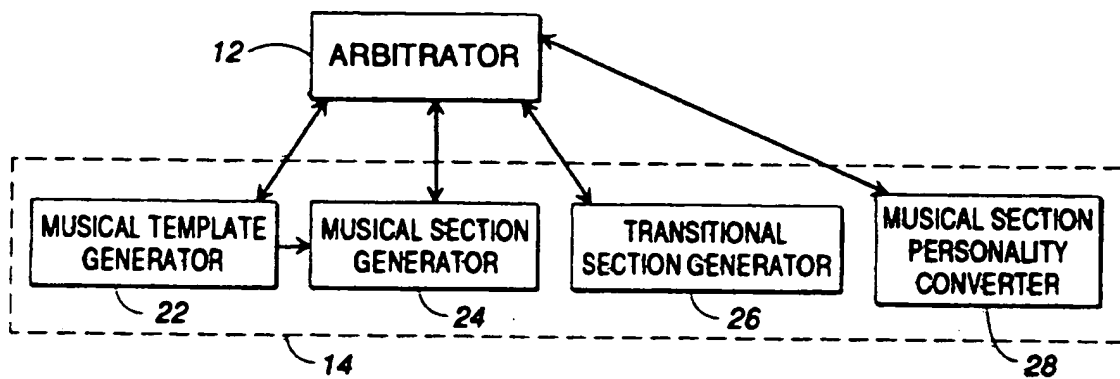 12
ARBITRATOR
MUSICAL TEMPLATE
GENERATOR
22
MUSICAL SECTION
GENERATOR
24
TRANSITIONAL
SECTION GENERATOR
26
MUSICAL SECTION
PERSONALITY
CONVERTER
28
14